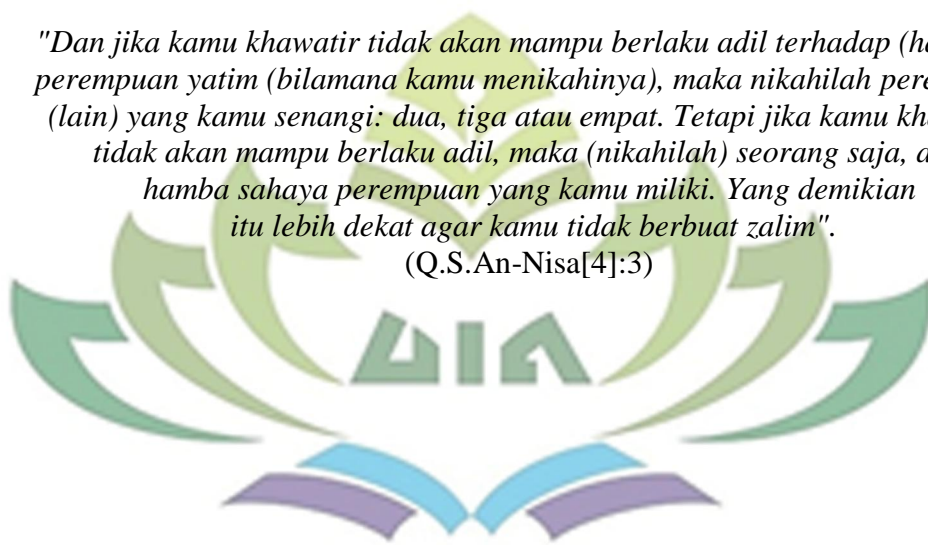 "Dan jika kamu khawatir tidak akan mampu berlaku adil terhadap
perempuan yatim (bilamana kamu menikahinya), maka nikahilah
(lain) yang kamu senangi: dua, tiga atau empat. Tetapi jika kamu
tidak akan mampu berlaku adil, maka (nikahilah) seorang saja,
hamba sahaya perempuan yang kamu miliki. Yang demikian
itu lebih dekat agar kamu tidak berbuat zalim".
(Q.S.An-Nisa[4]:3)
UIN